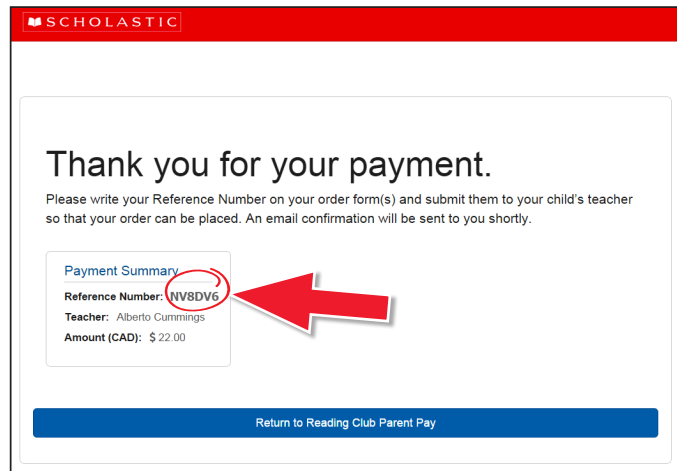 SCHOLASTIC
Thank you for your payment.
Please write your Reference Number on your order form(s) and submit them to your child's teacher
so that your order can be placed. An email confirmation will be sent to you shortly.
Payment Summary
Reference Number: NV8DV6
Teacher: Alberto Cummings
Amount (CAD): $ 22.00
Return to Reading Club Parent Pay